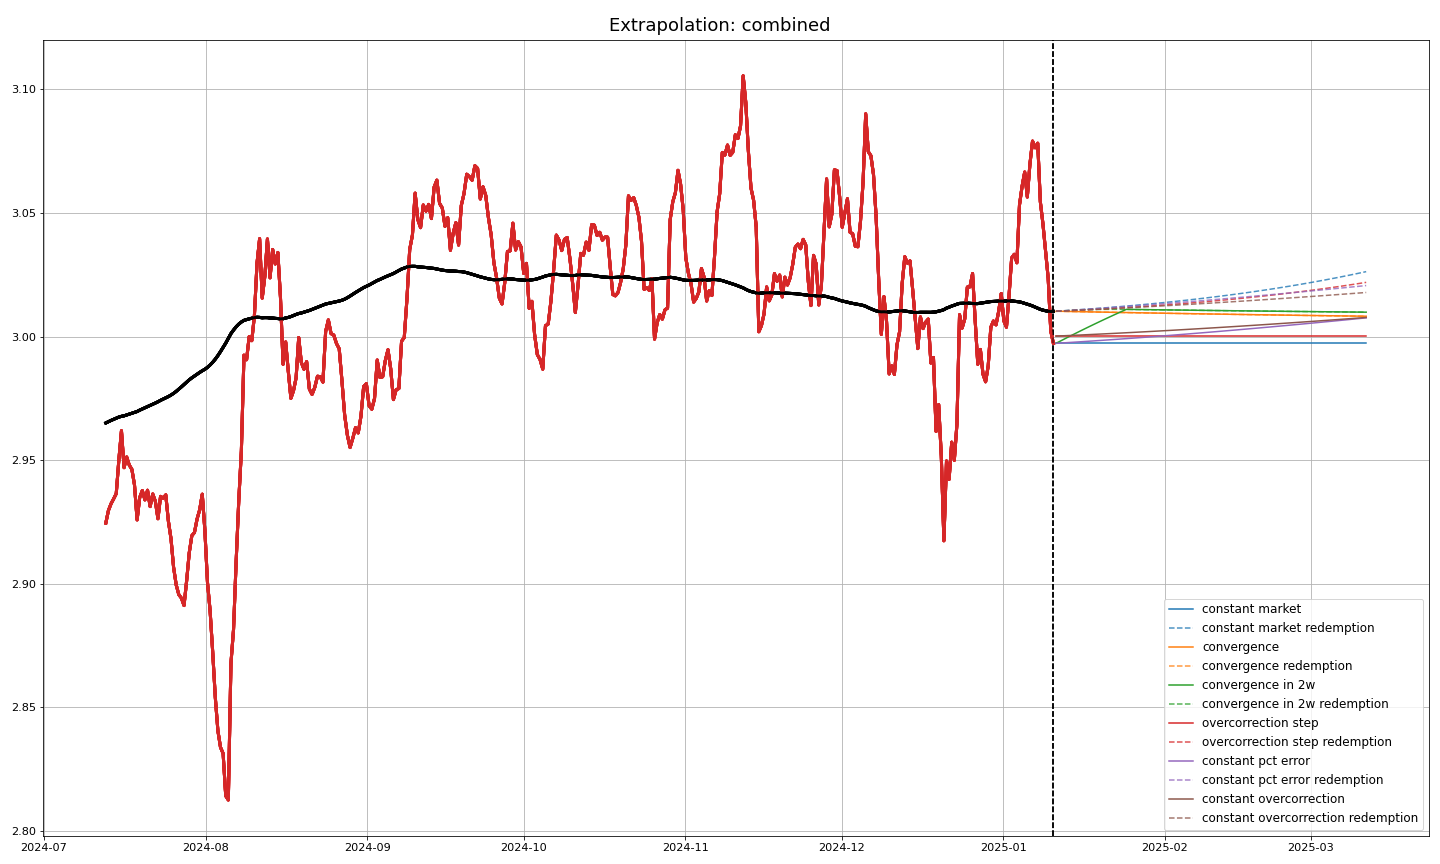 Extrapolation: combined
3.10
3.05
3.00
2.95
2.90
2.85
2.80
2024-07 2024-08 2024-09 2024-10 2024-11 2024-12 2025-01 2025-02 2025-03
constant market
constant market redemption
convergence
convergence redemption
convergence in 2w
convergence in 2w redemption
overcorrection step
overcorrection step redemption
constant pct error
constant pct error redemption
constant overcorrection
constant overcorrection redemption